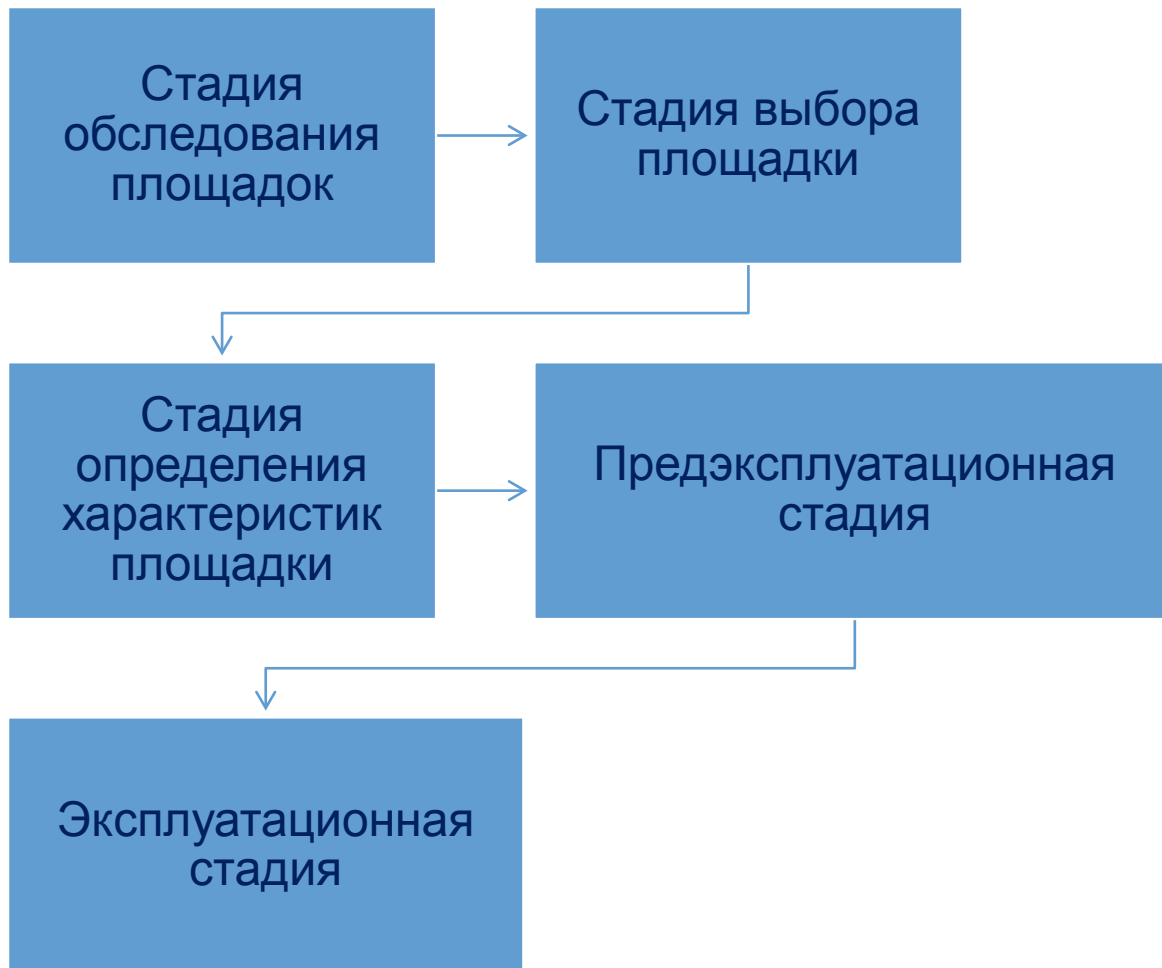 Стадия
обследования
площадок
Стадия выбора
площадки
Стадия
определения
характеристик
площадки
Предэксплуатационная
стадия
Эксплуатационная
стадия